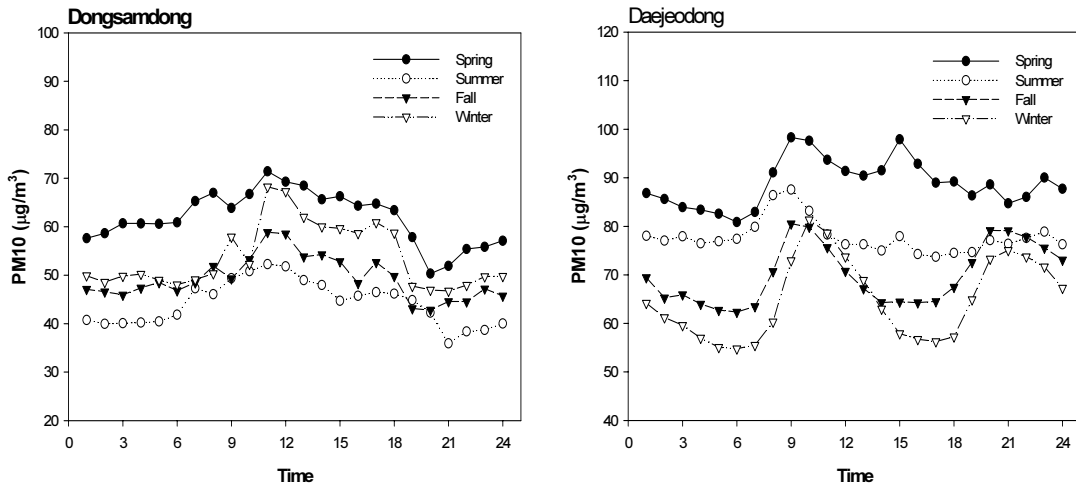 Dongsamdong
100
90
80
70
60
50
40
30
20
PM10 (μg/m³)
Spring
Summer
Fall
Winter
0 3 6 9 12 15 18 21 24
Time
Daejeodong
120
110
100
90
80
70
60
50
40
PM10 (μg/m³)
Spring
Summer
Fall
Winter
0 3 6 9 12 15 18 21 24
Time